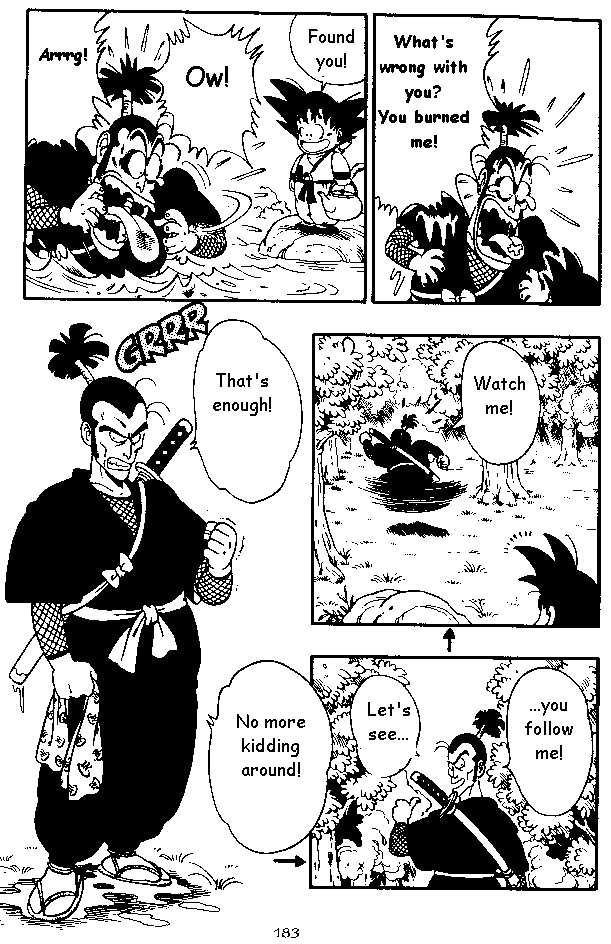 Arrrg!
Ow!
Found
you!
What's
wrong with
you?
You burned
me!
GRRR
That's
enough!
No more
kidding
around!
Let's
see...
...you
follow
me!
Watch
me!
183